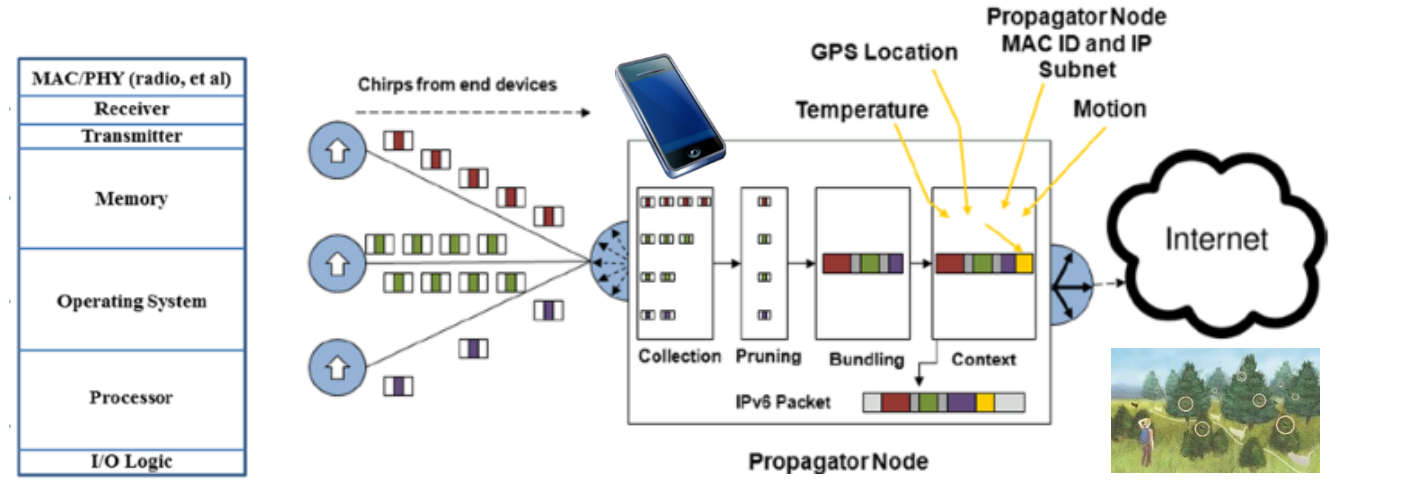 MAC/PHY (radio, et al)
Receiver
Transmitter
Memory
Operating System
Processor
I/O Logic
Chirps from end devices
GPS Location
Propagator Node
MAC ID and IP
Subnet
Temperature
Motion
Collection
Pruning
Bundling
Context
IPv6 Packet
Propagator Node
Internet